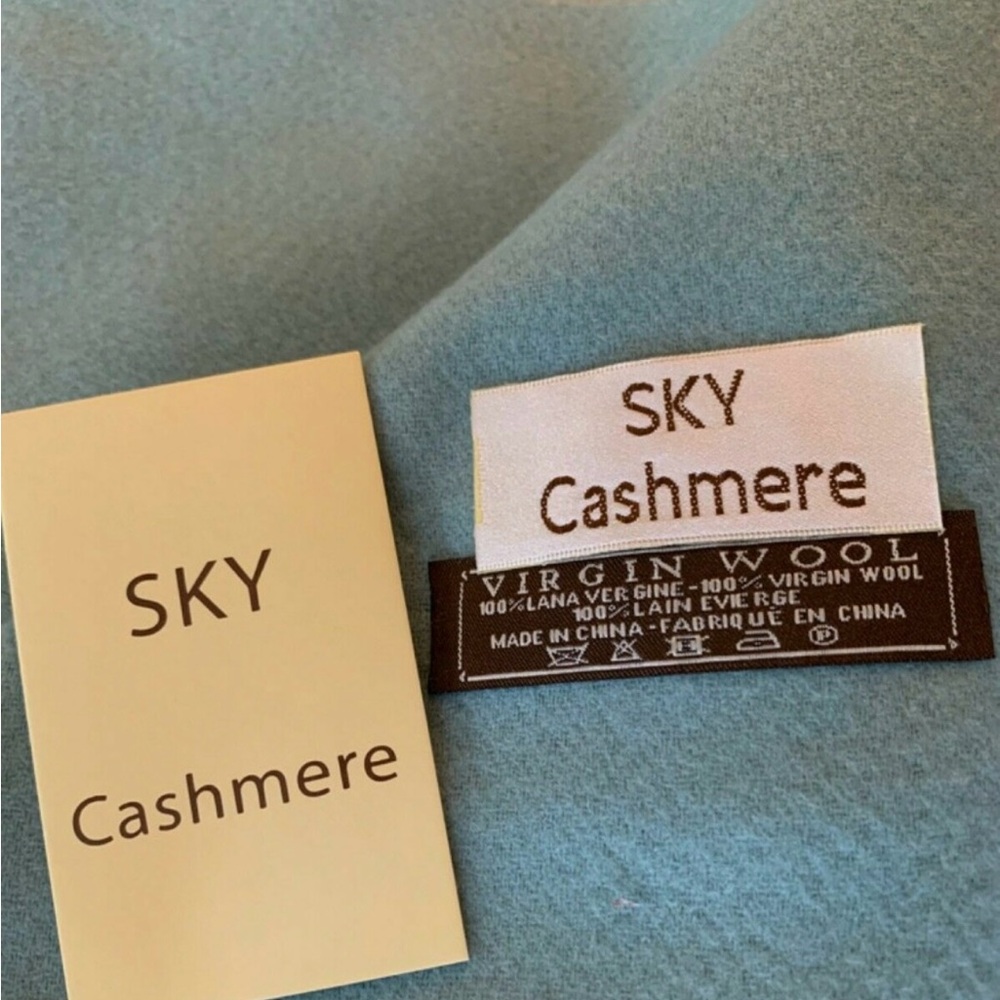 SKY
Cashmere
SKY
Cashmere
VIRGIN WOOL
100%LANA VERGINE-100% VIRGIN WOOL
100%LAIN EVIERGE
MADE IN CHINA-FABRIQUÉ EN CHINA
P